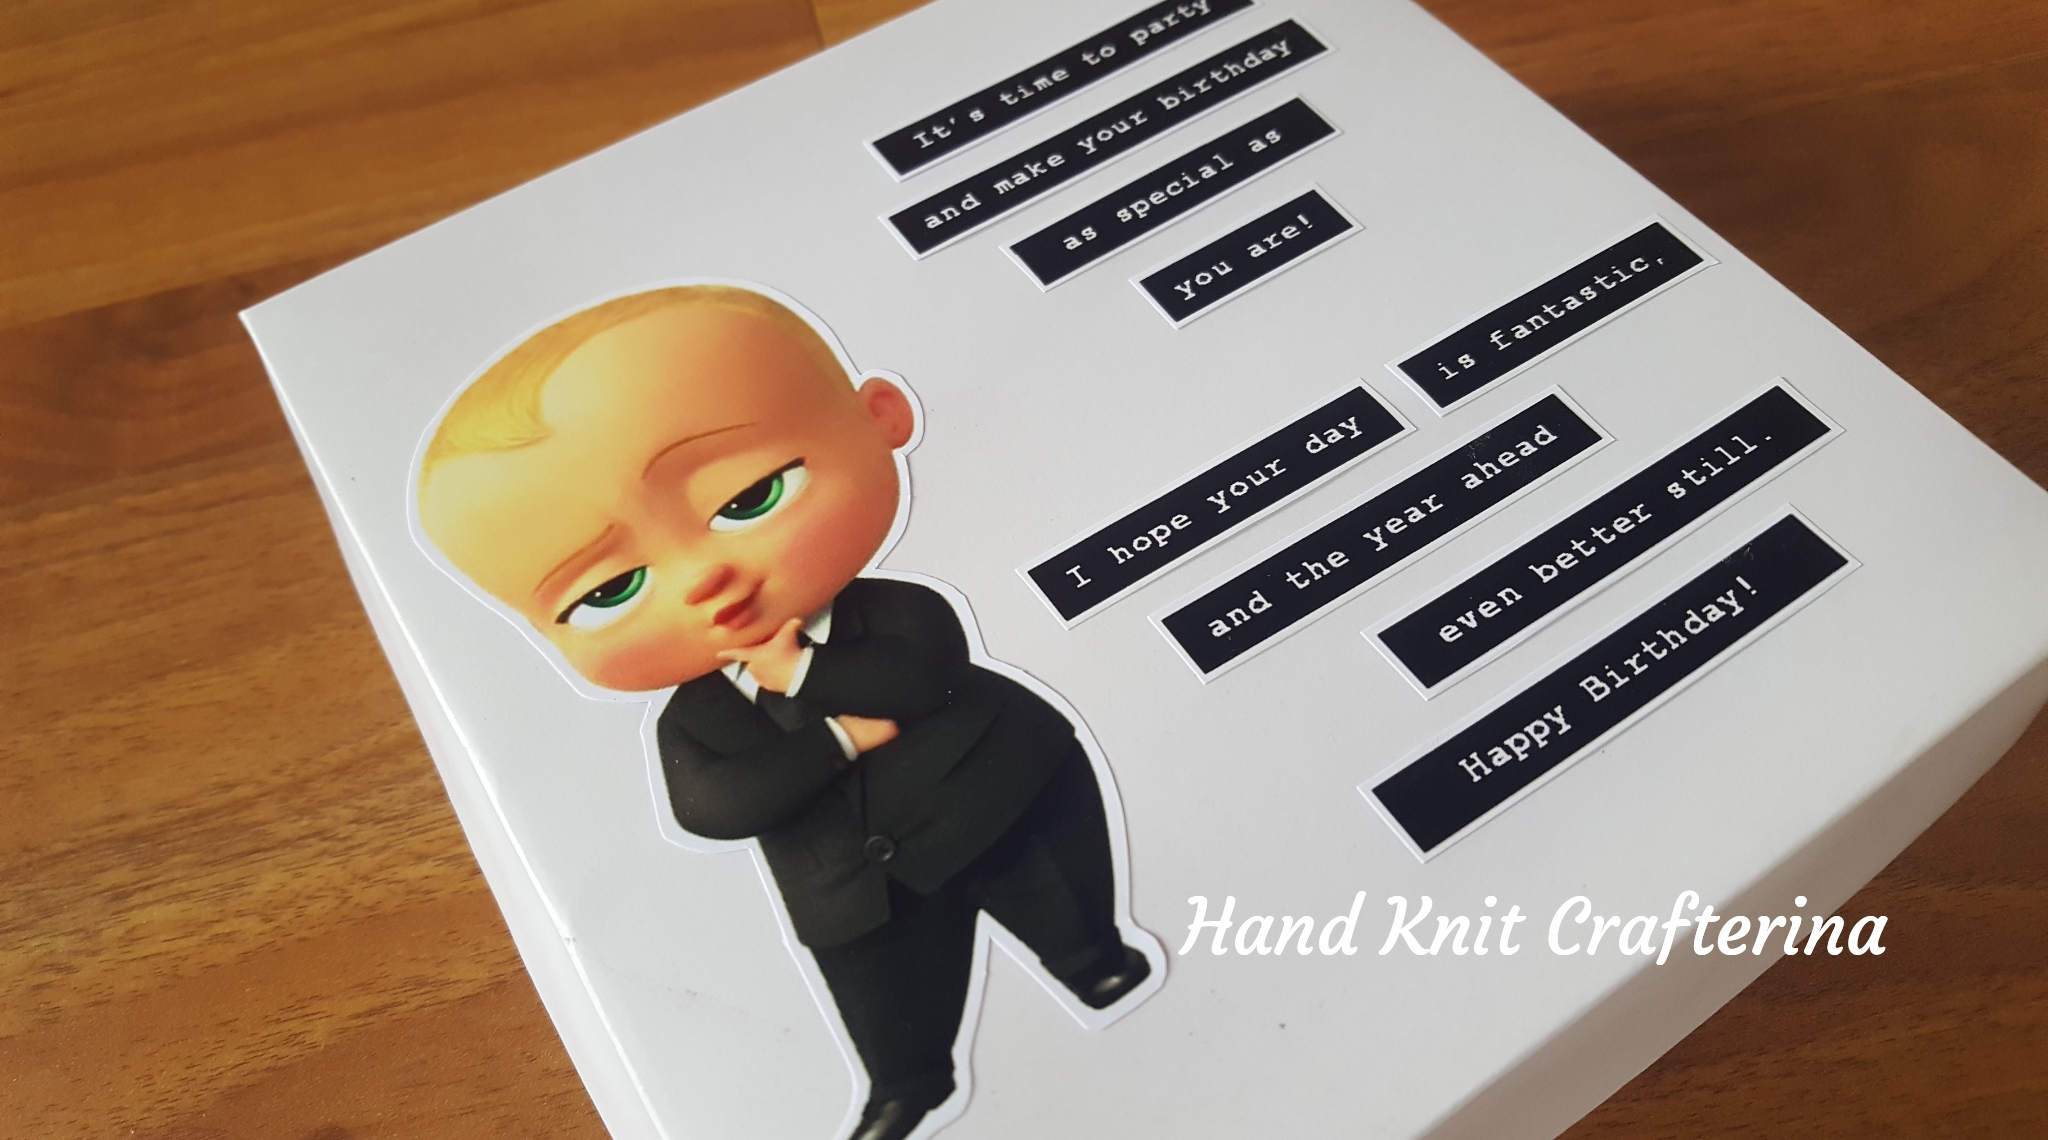 It's time to party
and make your birthday
as special as
you are!
I hope your day is fantastic,
and the year ahead
even better still.
Happy Birthday!
Hand Knit Crafterina